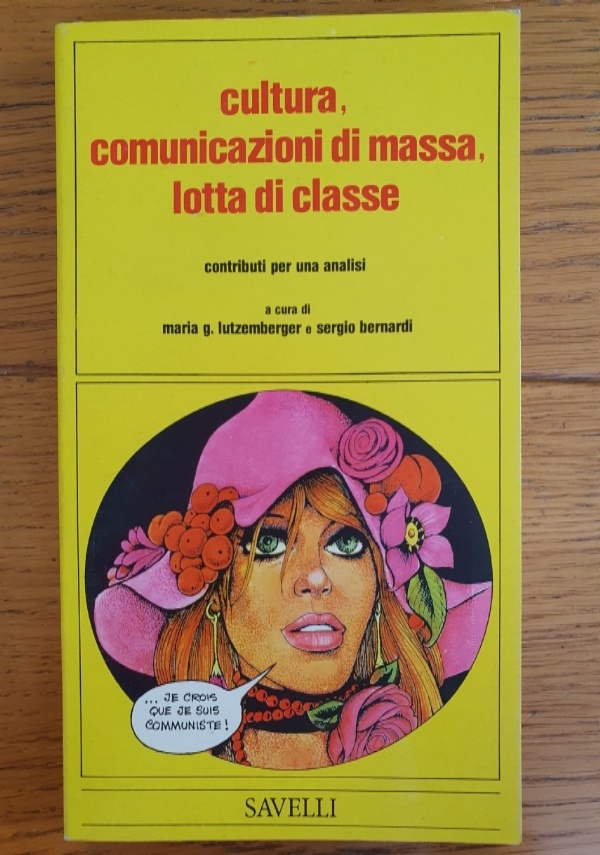 cultura,
comunicazioni di massa,
lotta di classe
contributi per una analisi
a cura di
maria g. lutzemberger e sergio bernardi
... JE CROIS
QUE JE SUIS
COMMUNISTE!
SAVELLI